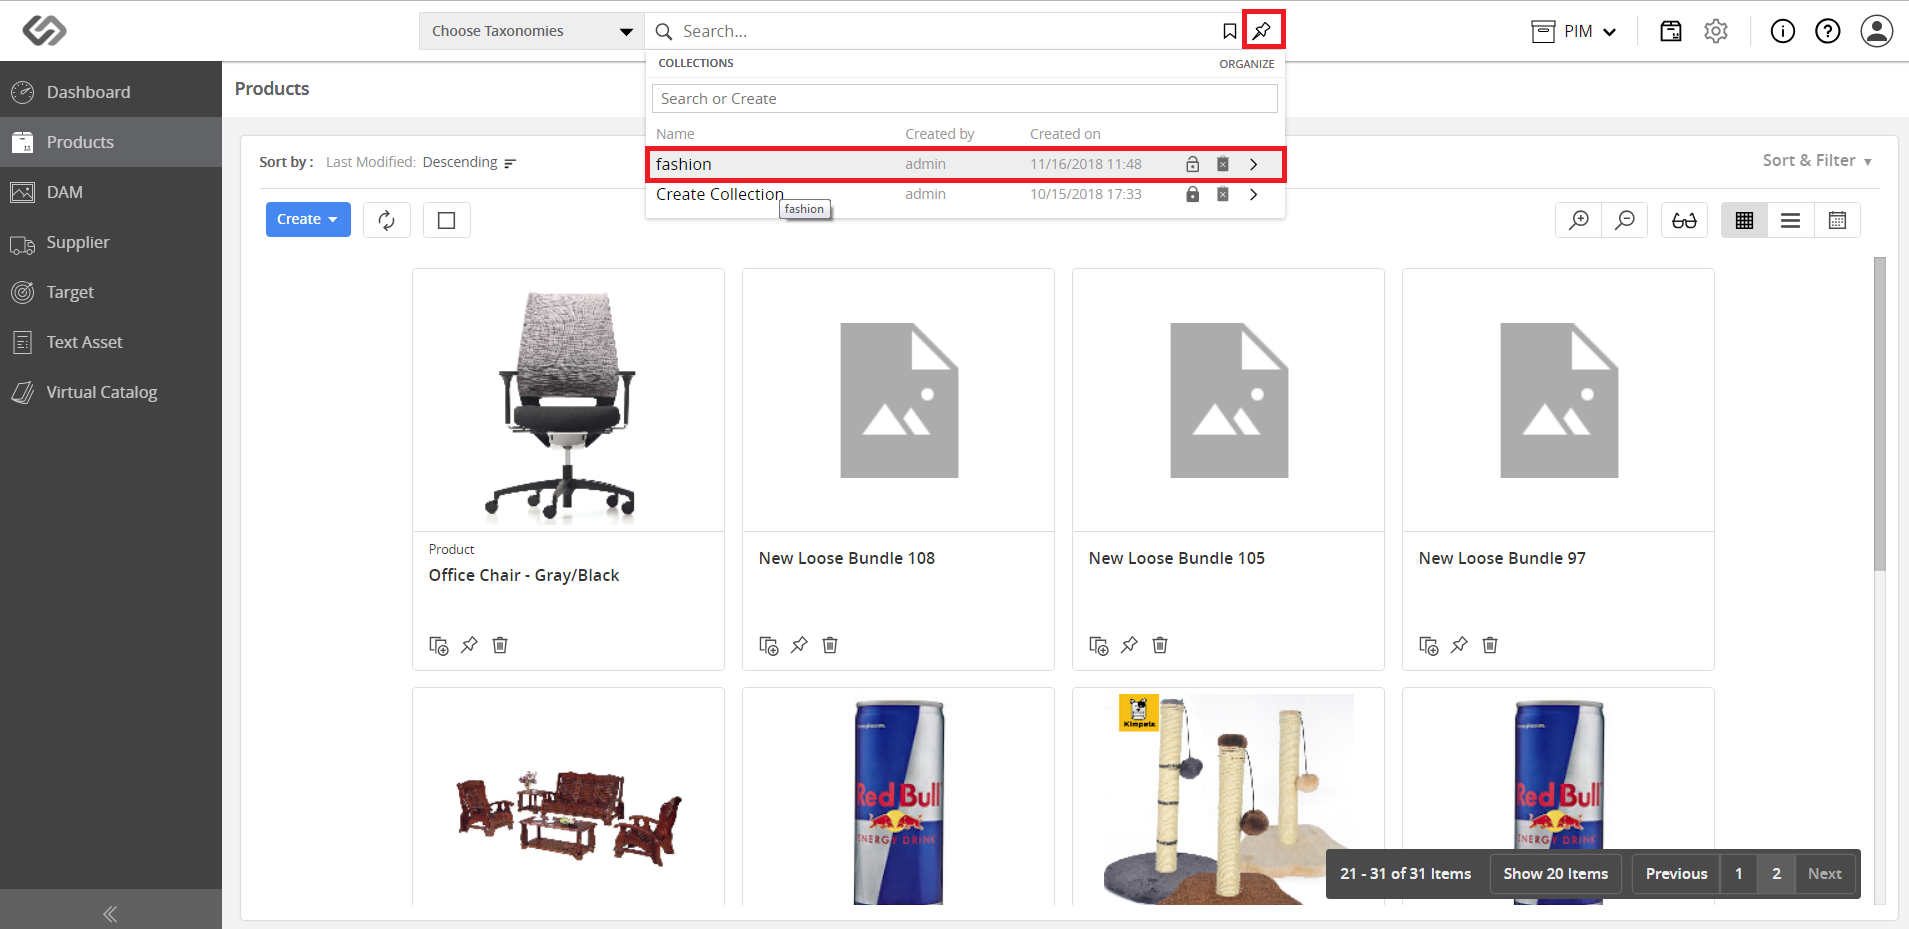 Choose Taxonomies
Search...
PIM
COLLECTIONS
ORGANIZE
Search or Create
Name Created by Created on
fashion admin 11/16/2018 11:48
Create Collection admin 10/15/2018 17:33
fashion
Dashboard
Products
DAM
Supplier
Target
Text Asset
Virtual Catalog
Products
Sort by : Last Modified: Descending
Sort & Filter
Create
Product
Office Chair - Gray/Black
New Loose Bundle 108
New Loose Bundle 105
New Loose Bundle 97
Red Bull
ENERGY DRINK
Red Bull
ENERGY DRINK
21 - 31 of 31 Items
Show 20 Items
Previous 1 2 Next